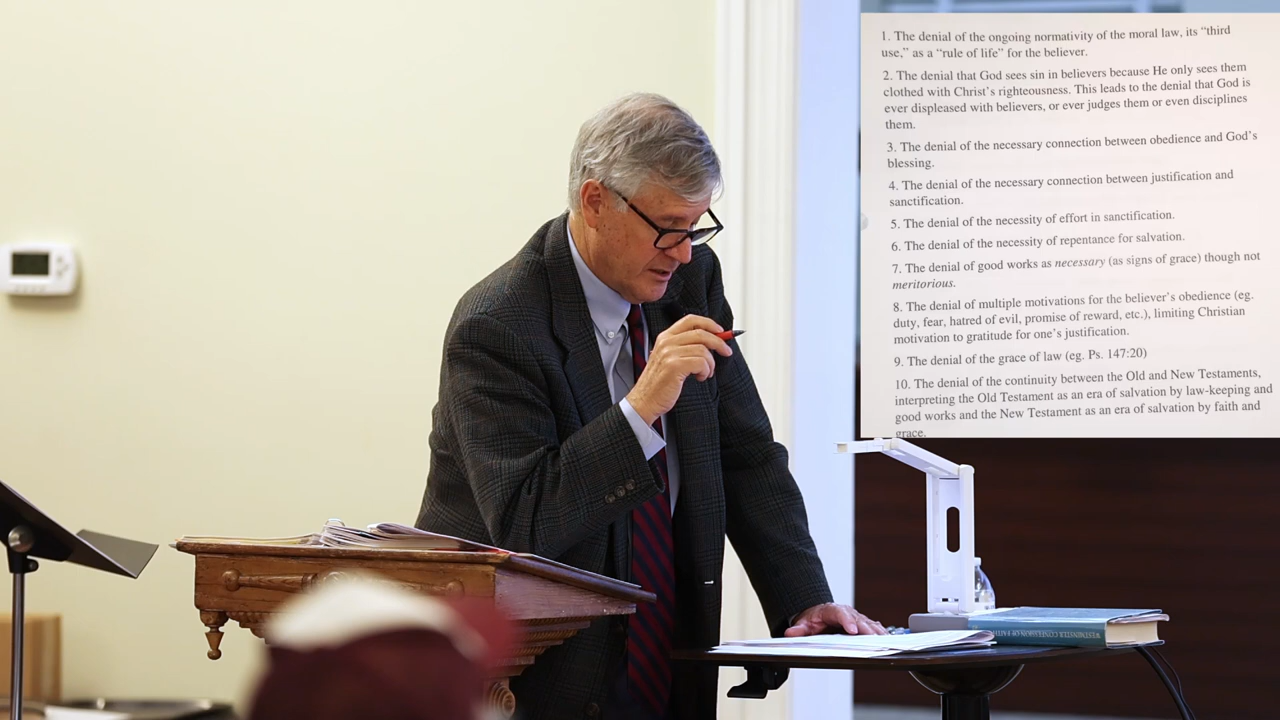 1. The denial of the ongoing normativity of the moral law, its “third
use,” as a “rule of life” for the believer.
2. The denial that God sees sin in believers because He only sees them
clothed with Christ’s righteousness. This leads to the denial that God is
ever displeased with believers, or ever judges them or even disciplines
them.
3. The denial of the necessary connection between obedience and God’s
blessing.
4. The denial of the necessary connection between justification and
sanctification.
5. The denial of the necessity of effort in sanctification.
6. The denial of the necessity of repentance for salvation.
7. The denial of good works as necessary (as signs of grace) though not
meritorious.
8. The denial of multiple motivations for the believer’s obedience (eg.
duty, fear, hatred of evil, promise of reward, etc.), limiting Christian
motivation to gratitude for one’s justification.
9. The denial of the grace of law (eg. Ps. 147:20)
10. The denial of the continuity between the Old and New Testaments,
interpreting the Old Testament as an era of salvation by law-keeping and
good works and the New Testament as an era of salvation by faith and
grace.
WESTMINSTER CONFESSION OF FAITH